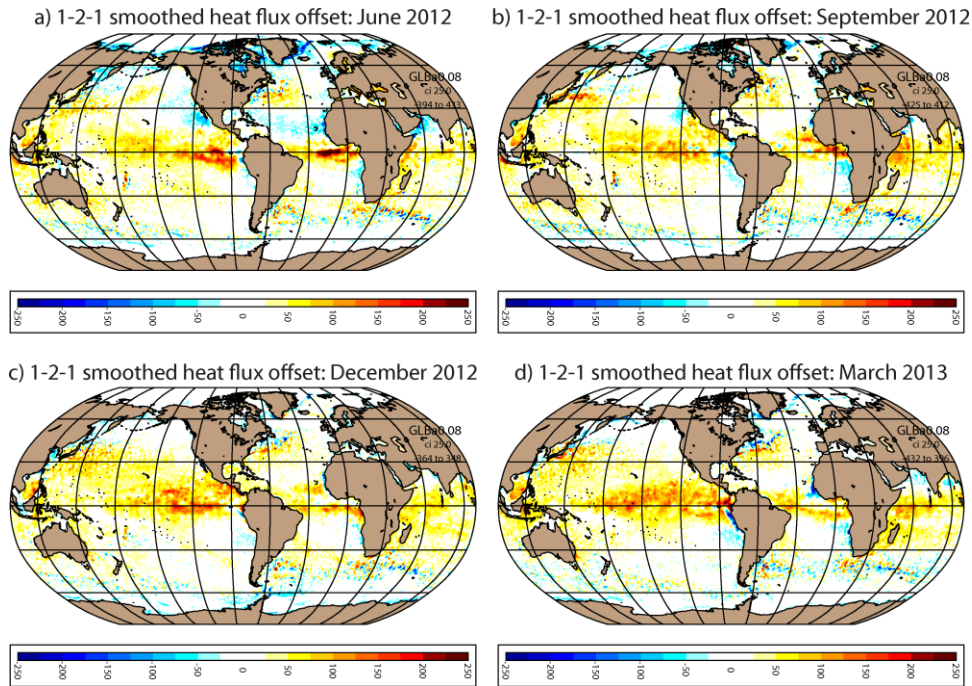 a) 1-2-1 smoothed heat flux offset: June 2012
GLBa0.08
ci 25.0
-394 to 433
-250 -200 -150 -100 -50 0 50 100 150 200 250
b) 1-2-1 smoothed heat flux offset: September 2012
GLBa0.08
ci 25.0
-425 to 412
-250 -200 -150 -100 -50 0 50 100 150 200 250
c) 1-2-1 smoothed heat flux offset: December 2012
GLBa0.08
ci 25.0
-364 to 348
-250 -200 -150 -100 -50 0 50 100 150 200 250
d) 1-2-1 smoothed heat flux offset: March 2013
GLBa0.08
ci 25.0
-432 to 356
-250 -200 -150 -100 -50 0 50 100 150 200 250